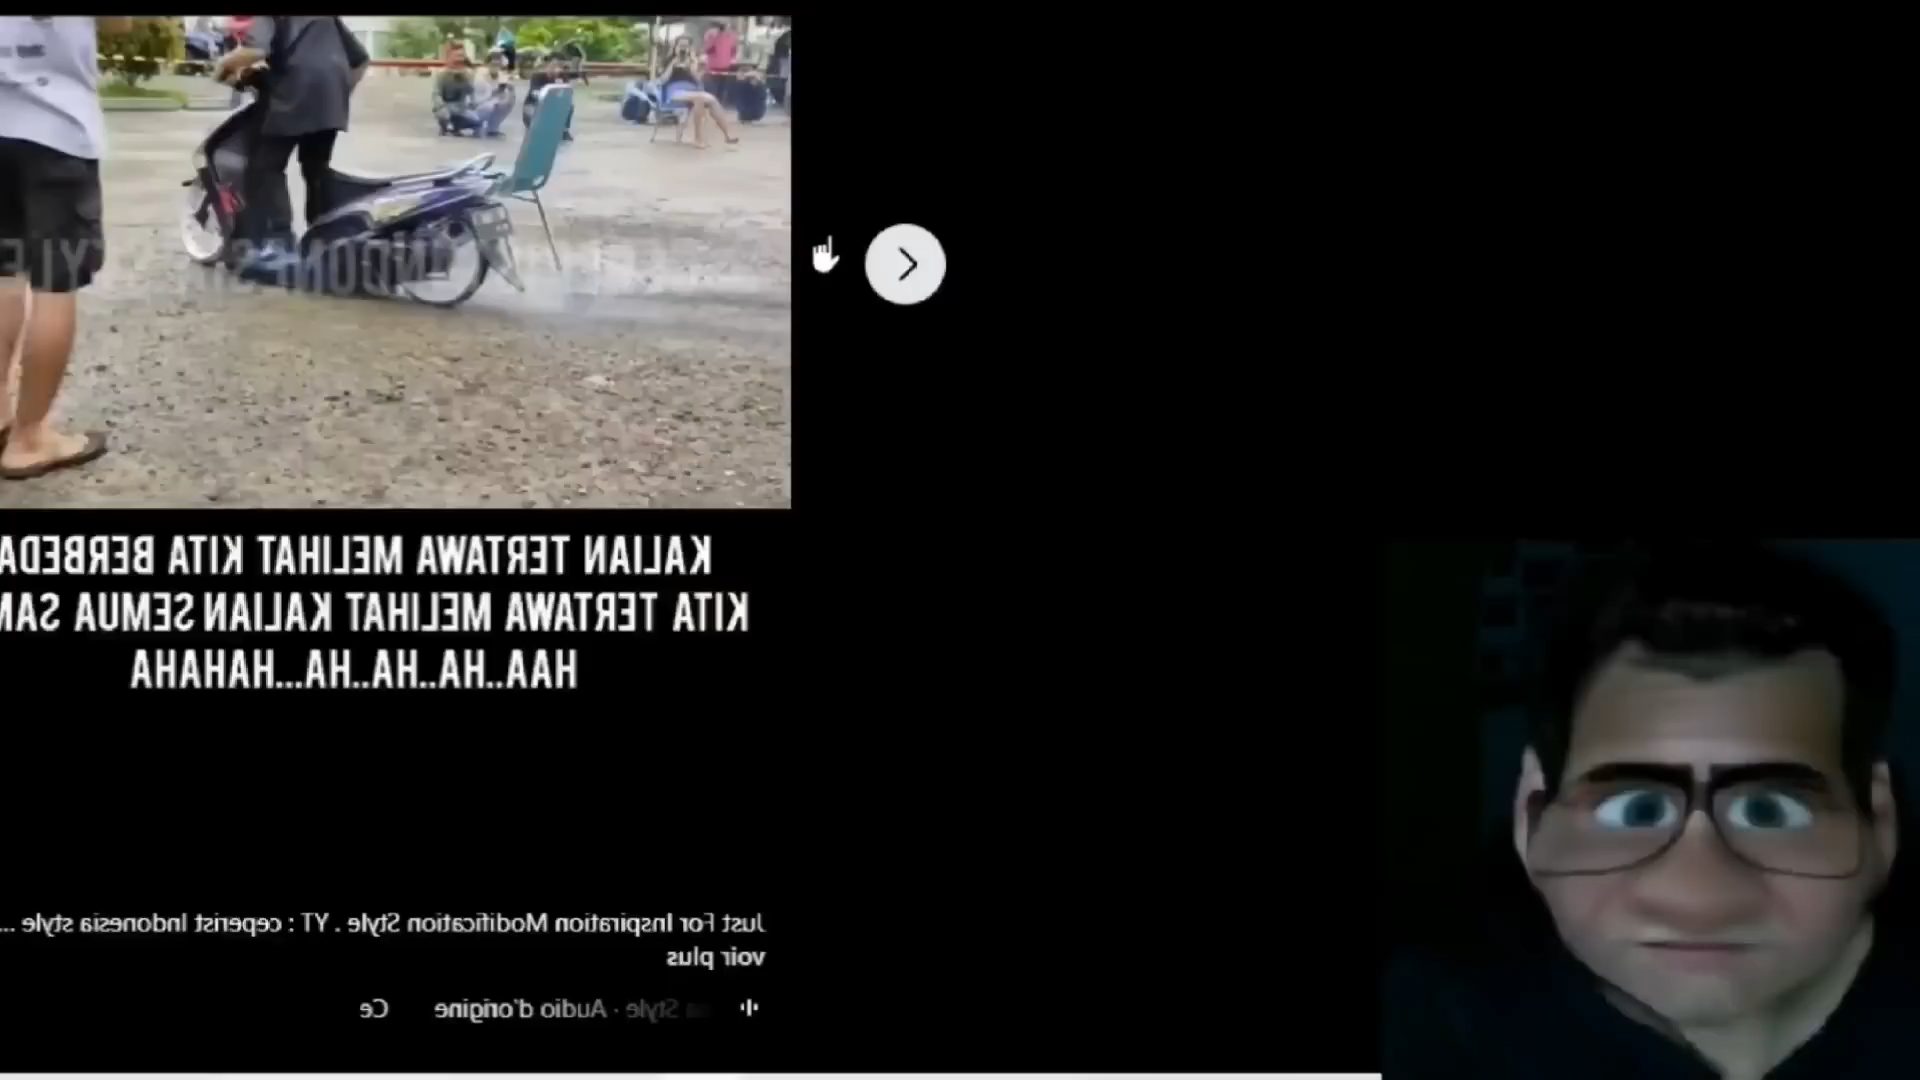 KALIAN TERTAWA MELIHAT KITA BERBEDA
KITA TERTAWA MELIHAT KALIAN SEMUA SAM
HAA..HA..HA..HA...HAHAHA
Just For Inspiration Modification Style . YT : ceperist Indonesia style ...
voir plus
Style · Audio d'origine
Ce